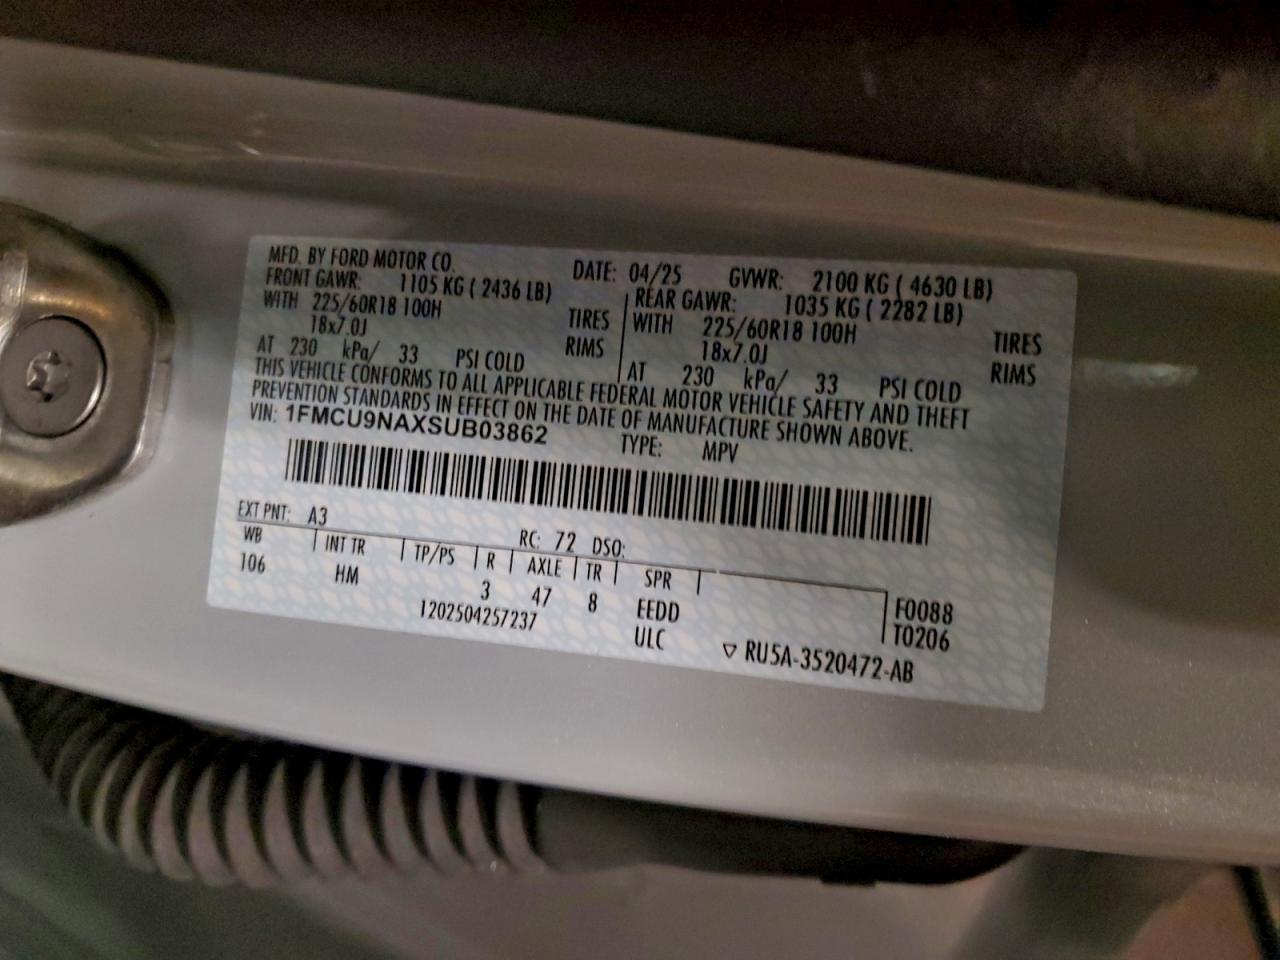 MFD. BY FORD MOTOR CO. DATE: 04/25 GVWR: 2100 KG ( 4630 LB)
FRONT GAWR: 1105 KG ( 2436 LB) REAR GAWR: 1035 KG ( 2282 LB)
WITH 225/60R18 100H TIRES WITH 225/60R18 100H TIRES
18x7.0J RIMS 18x7.0J RIMS
AT 230 kPa/ 33 PSI COLD AT 230 kPa/ 33 PSI COLD
THIS VEHICLE CONFORMS TO ALL APPLICABLE FEDERAL MOTOR VEHICLE SAFETY AND THEFT
PREVENTION STANDARDS IN EFFECT ON THE DATE OF MANUFACTURE SHOWN ABOVE.
VIN: 1FMCU9NAXSUB03862 TYPE: MPV
EXT PNT: A3 RC: 72 DSO:
WB INT TR TP/PS R AXLE TR SPR
106 HM 3 47 8 EEDD F0088
1202504257237 ULC T0206
▽ RU5A-3520472-AB